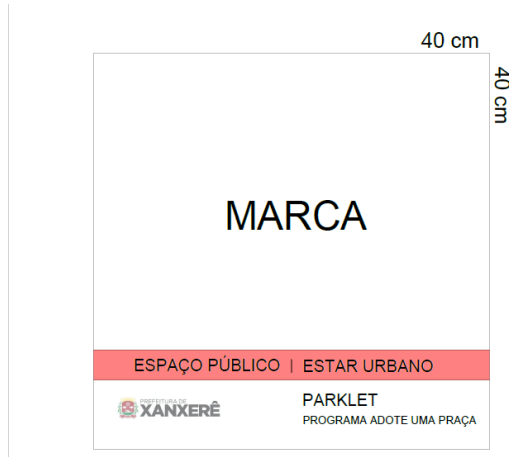 40 cm
40 cm
MARCA
ESPAÇO PÚBLICO | ESTAR URBANO
PREFEITURA DE
XANXERÊ
PARKLET
PROGRAMA ADOTE UMA PRAÇA